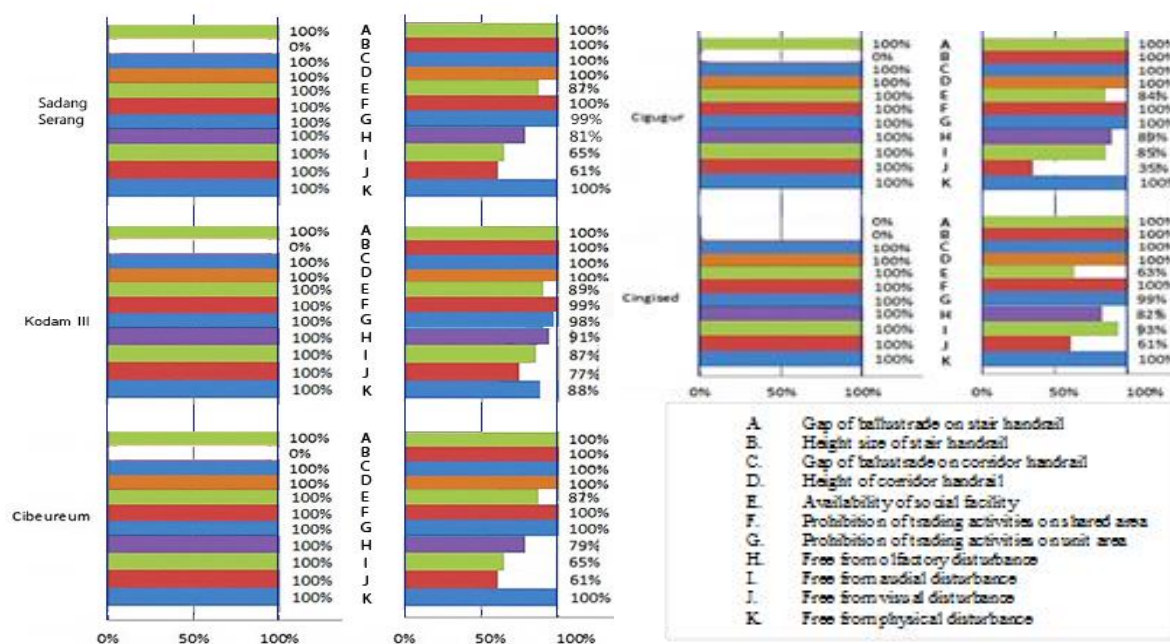 Sadang
Serang
100% A 100%
0% B 100%
100% C 100%
100% D 100%
100% E 87%
100% F 100%
100% G 99%
100% H 81%
100% I 65%
100% J 61%
100% K 100%
Kodam III
100% A 100%
0% B 100%
100% C 100%
100% D 100%
100% E 89%
100% F 99%
100% G 98%
100% H 91%
100% I 87%
100% J 77%
100% K 88%
Cibeureum
100% A 100%
0% B 100%
100% C 100%
100% D 100%
100% E 87%
100% F 100%
100% G 100%
100% H 79%
100% I 65%
100% J 61%
100% K 100%
0% 50% 100% 0% 50% 100%
Cigugur
100% A 100%
0% B 100%
100% C 100%
100% D 100%
100% E 84%
100% F 100%
100% G 100%
100% H 89%
100% I 85%
100% J 35%
100% K 100%
Cingised
0% A 100%
0% B 100%
100% C 100%
100% D 100%
100% E 63%
100% F 100%
100% G 99%
100% H 82%
100% I 93%
100% J 61%
100% K 100%
0% 50% 100% 0% 50% 100%
A. Gap of ballustrade on stair handrail
B. Height size of stair handrail
C. Gap of balustrade on corridor handrail
D. Height of corridor handrail
E. Availability of social facility
F. Prohibition of trading activities on shared area
G. Prohibition of trading activities on unit area
H. Free from olfactory disturbance
I. Free from audial disturbance
J. Free from visual disturbance
K. Free from physical disturbance